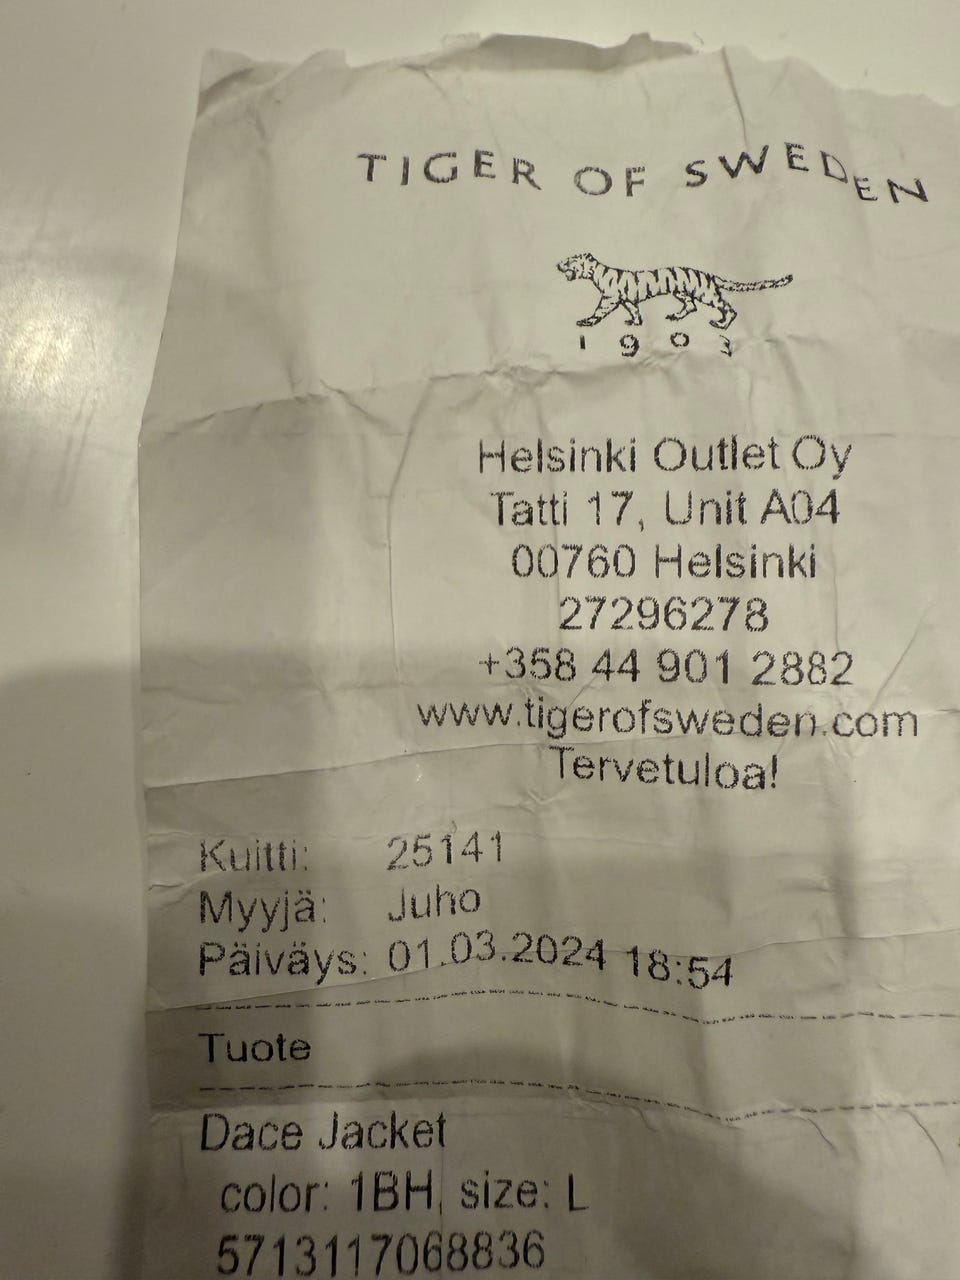 TIGER OF SWEDEN
1903
Helsinki Outlet Oy
Tatti 17, Unit A04
00760 Helsinki
27296278
+358 44 901 2882
www.tigerofsweden.com
Tervetuloa!
Kuitti: 25141
Myyjä: Juho
Päiväys: 01.03.2024 18:54
Tuote
Dace Jacket
color: 1BH, size: L
5713117068836